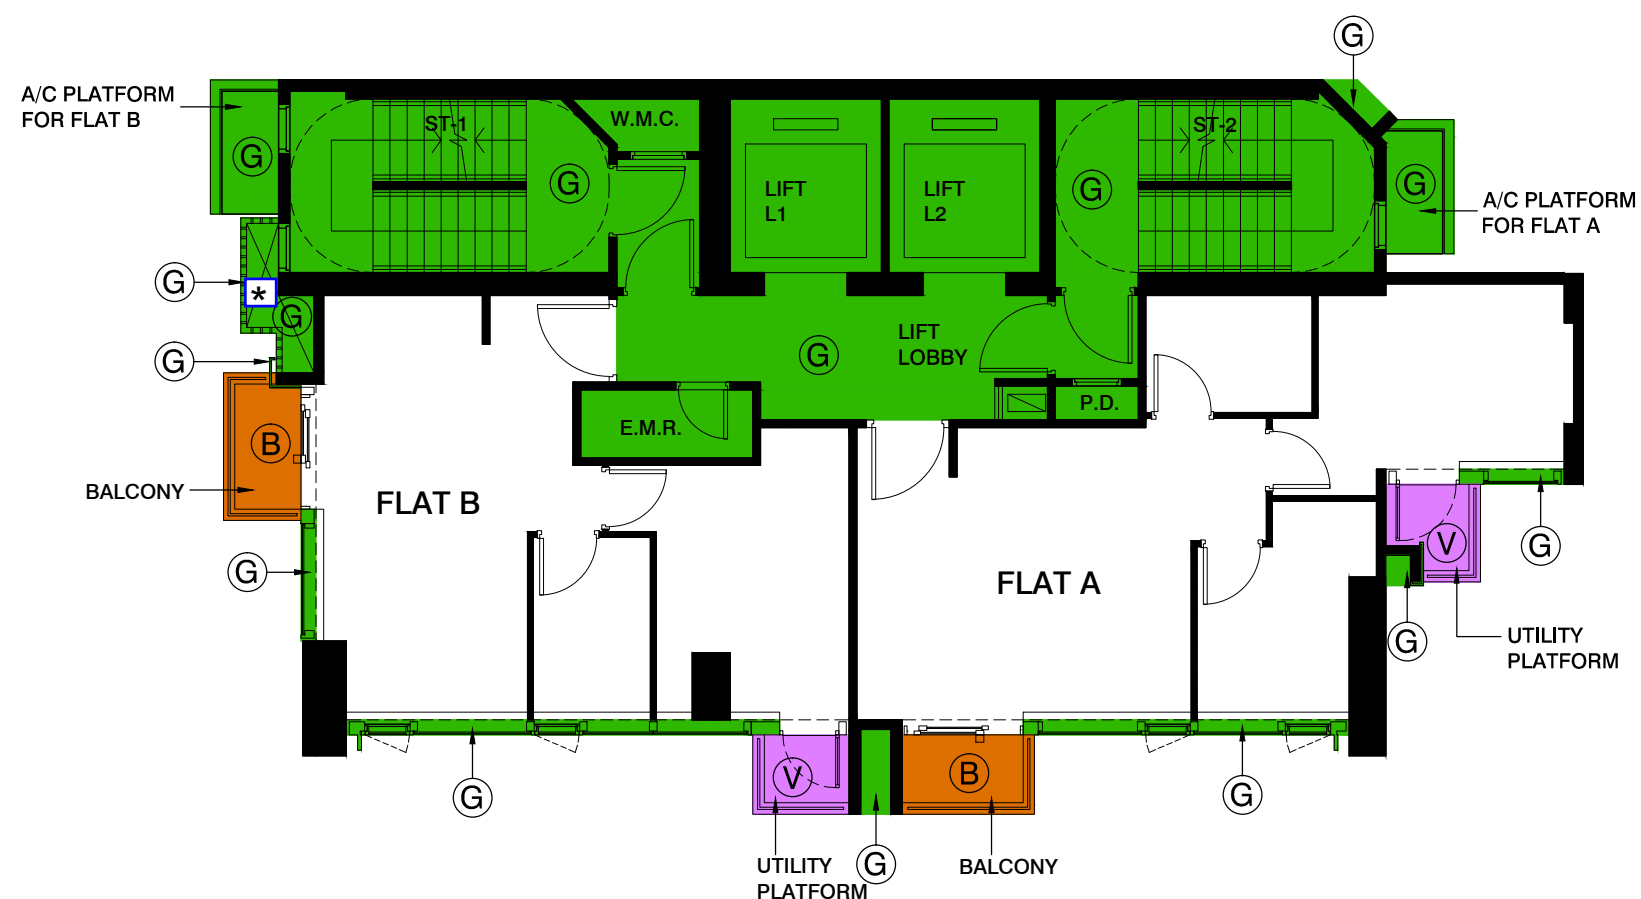 G
A/C PLATFORM
FOR FLAT B
ST-1
W.M.C.
ST-2
G
G
G
G
LIFT
L1
LIFT
L2
A/C PLATFORM
FOR FLAT A
G
*
G
G
LIFT
LOBBY
G
P.D.
E.M.R.
B
BALCONY
FLAT B
V
G
G
FLAT A
G
UTILITY
PLATFORM
V
B
G
G
UTILITY
PLATFORM
G
BALCONY